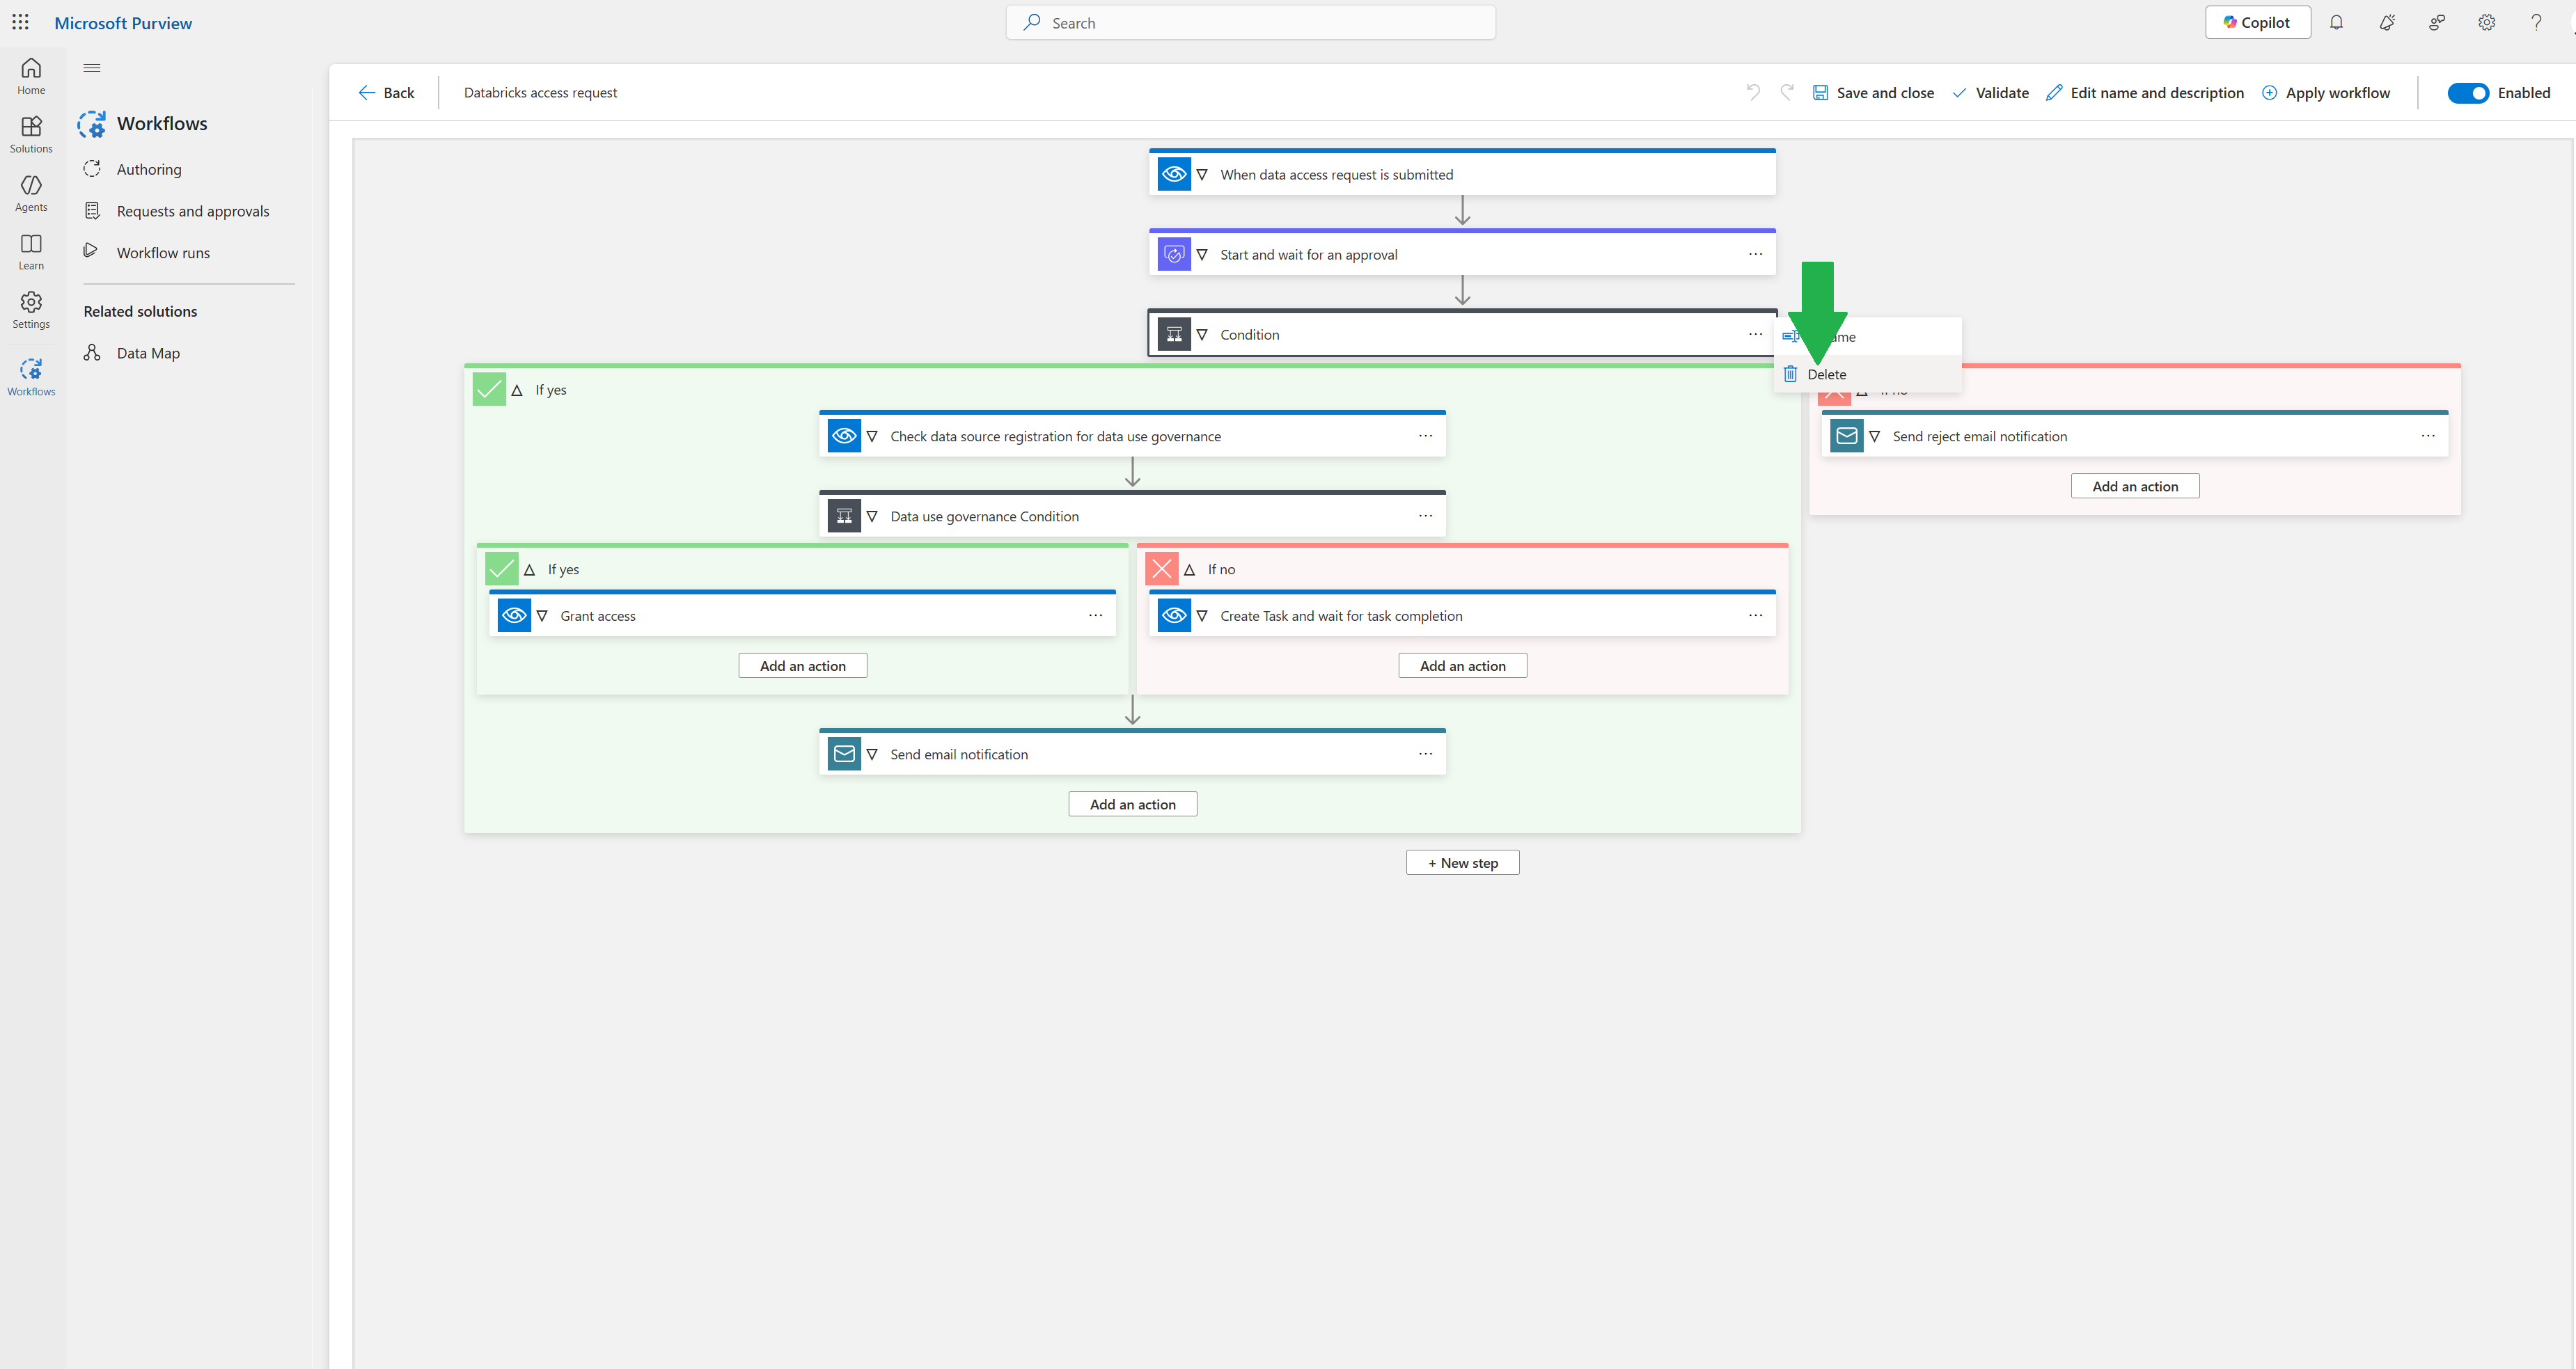 Microsoft Purview
Search
Copilot
Home
Solutions
Agents
Learn
Settings
Workflows
Workflows
Authoring
Requests and approvals
Workflow runs
Related solutions
Data Map
Back
Databricks access request
Save and close
Validate
Edit name and description
Apply workflow
Enabled
When data access request is submitted
Start and wait for an approval
Condition
Delete
If yes
Check data source registration for data use governance
Send reject email notification
Add an action
Data use governance Condition
If yes
If no
Grant access
Create Task and wait for task completion
Add an action
Add an action
Send email notification
Add an action
+ New step